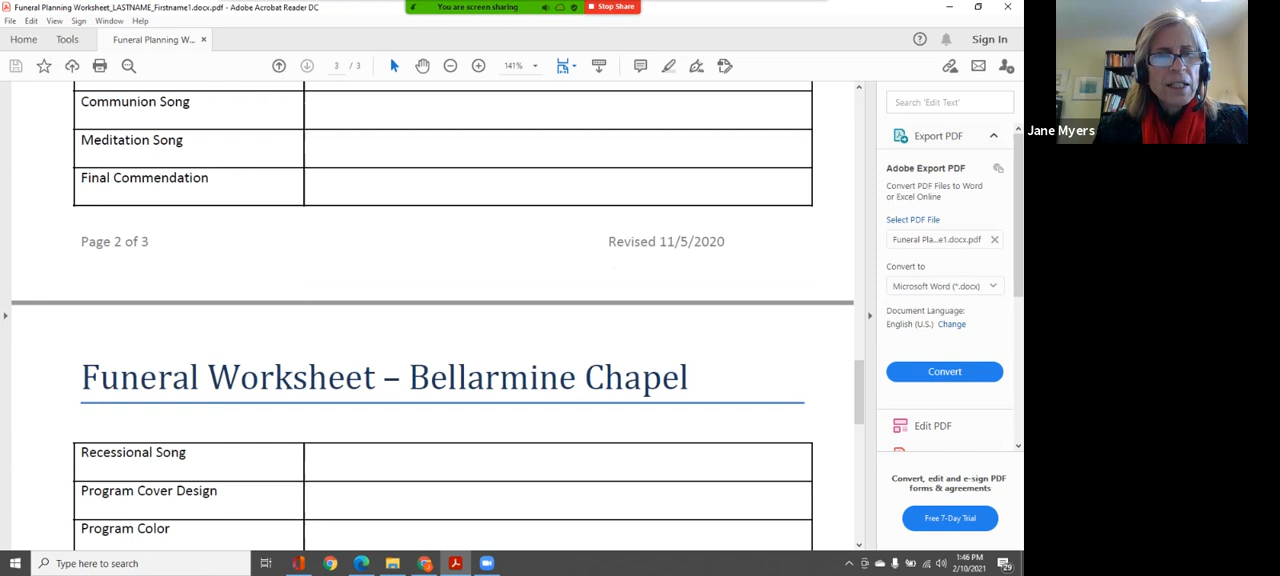 Funeral Planning Worksheet_LASTNAME_Firstname1.docx.pdf - Adobe Acrobat Reader DC
You are screen sharing
Stop Share
File Edit View Sign Window Help
Home Tools Funeral Planning W... ×
Sign In
3 / 3
141%
Communion Song
Meditation Song
Final Commendation
Page 2 of 3 Revised 11/5/2020
Funeral Worksheet – Bellarmine Chapel
Recessional Song
Program Cover Design
Program Color
Search 'Edit Text'
Export PDF
Adobe Export PDF
Convert PDF Files to Word
or Excel Online
Select PDF File
Funeral Pla...e1.docx.pdf
Convert to
Microsoft Word (*.docx)
Document Language:
English (U.S.) Change
Convert
Edit PDF
Convert, edit and e-sign PDF
forms & agreements
Free 7-Day Trial
Jane Myers
Type here to search
1:46 PM
2/10/2021
29